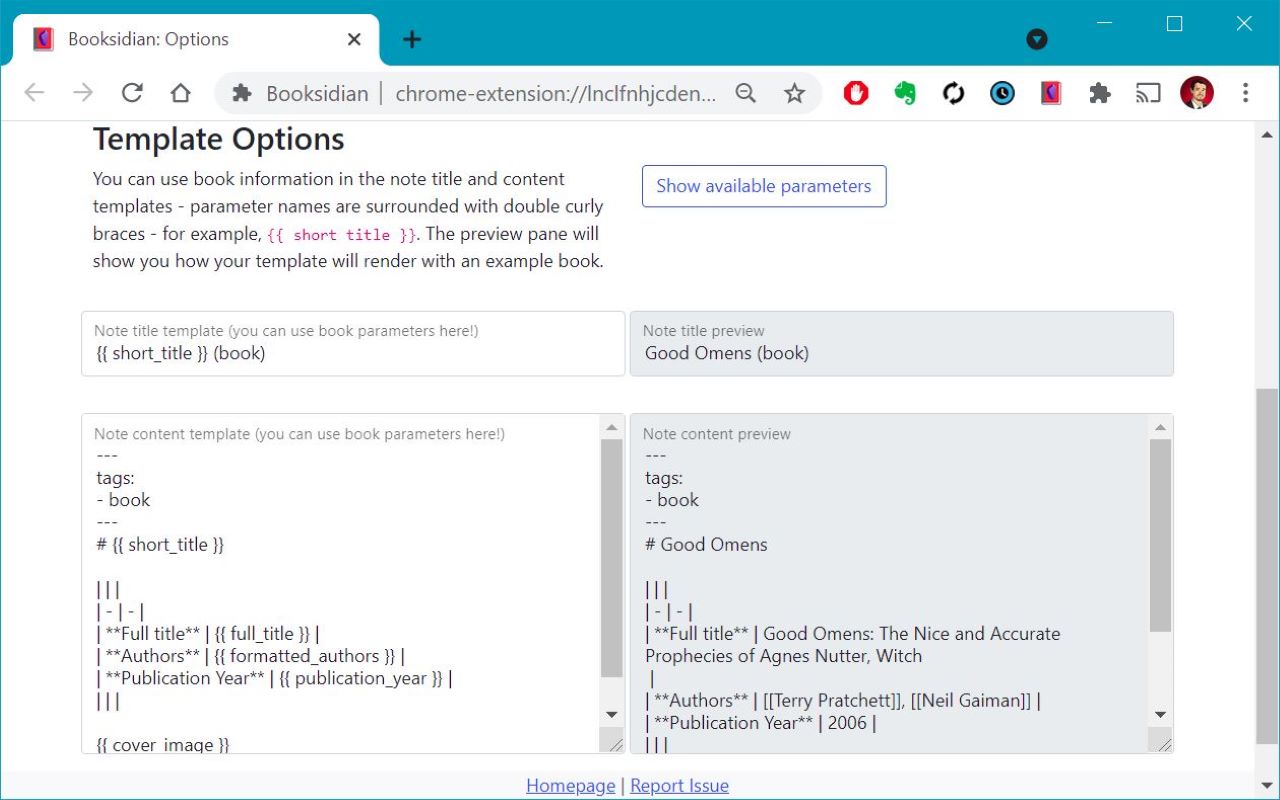 Booksidian: Options
Booksidian | chrome-extension://lnclfnhjcden...
Template Options
You can use book information in the note title and content
templates - parameter names are surrounded with double curly
braces - for example, {{ short title }}. The preview pane will
show you how your template will render with an example book.
Show available parameters
Note title template (you can use book parameters here!)
{{ short_title }} (book)
Note title preview
Good Omens (book)
Note content template (you can use book parameters here!)
---
tags:
- book
---
# {{ short_title }}
| | |
| - | - |
| **Full title** | {{ full_title }} |
| **Authors** | {{ formatted_authors }} |
| **Publication Year** | {{ publication_year }} |
| | |
{{ cover_image }}
Note content preview
---
tags:
- book
---
# Good Omens
| | |
| - | - |
| **Full title** | Good Omens: The Nice and Accurate
Prophecies of Agnes Nutter, Witch
|
| **Authors** | [[Terry Pratchett]], [[Neil Gaiman]] |
| **Publication Year** | 2006 |
| | |
Homepage | Report Issue